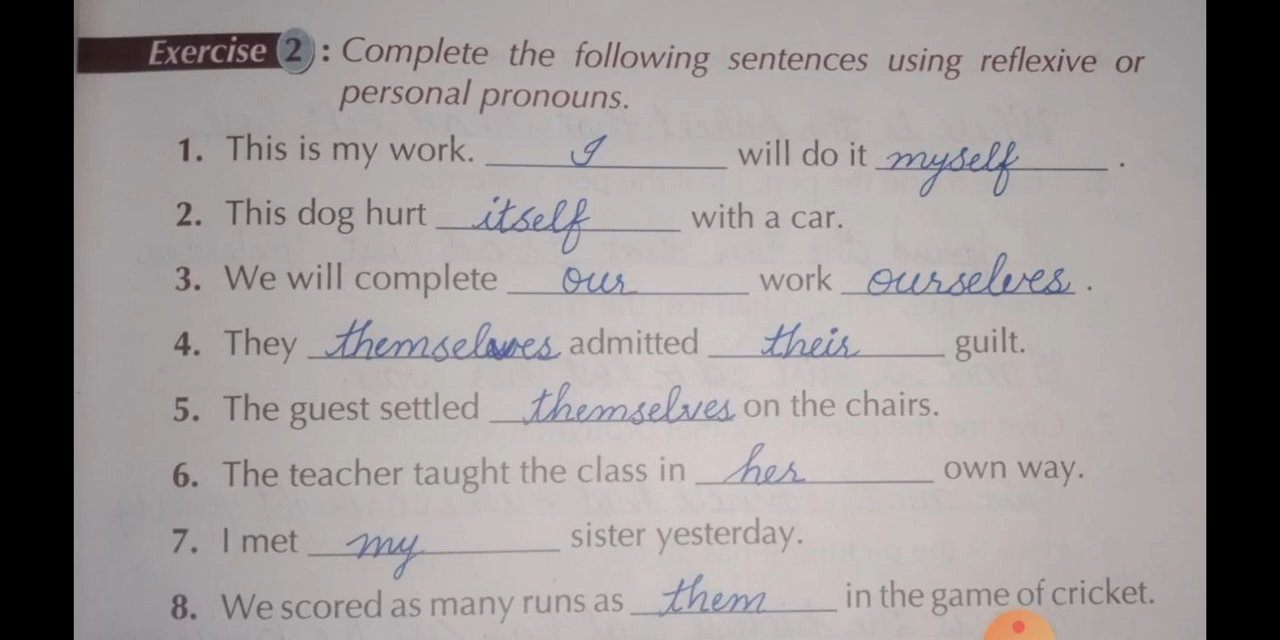 Exercise 2 : Complete the following sentences using reflexive or
personal pronouns.
1. This is my work. I will do it myself .
2. This dog hurt itself with a car.
3. We will complete our work ourselves .
4. They themselves admitted their guilt.
5. The guest settled themselves on the chairs.
6. The teacher taught the class in her own way.
7. I met my sister yesterday.
8. We scored as many runs as them in the game of cricket.